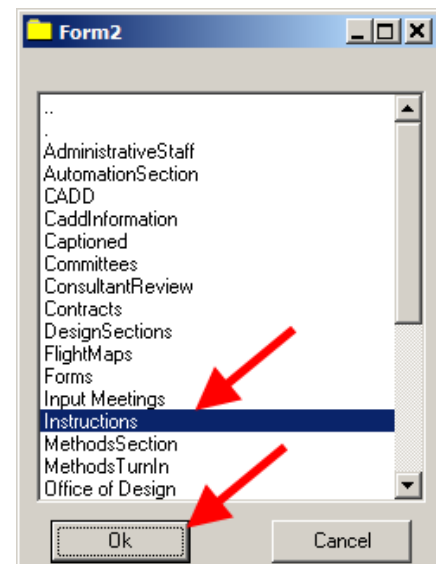 Form2
..
.
AdministrativeStaff
AutomationSection
CADD
CaddInformation
Captioned
Committees
ConsultantReview
Contracts
DesignSections
FlightMaps
Forms
Input Meetings
Instructions
MethodsSection
MethodsTurnIn
Office of Design
Ok Cancel